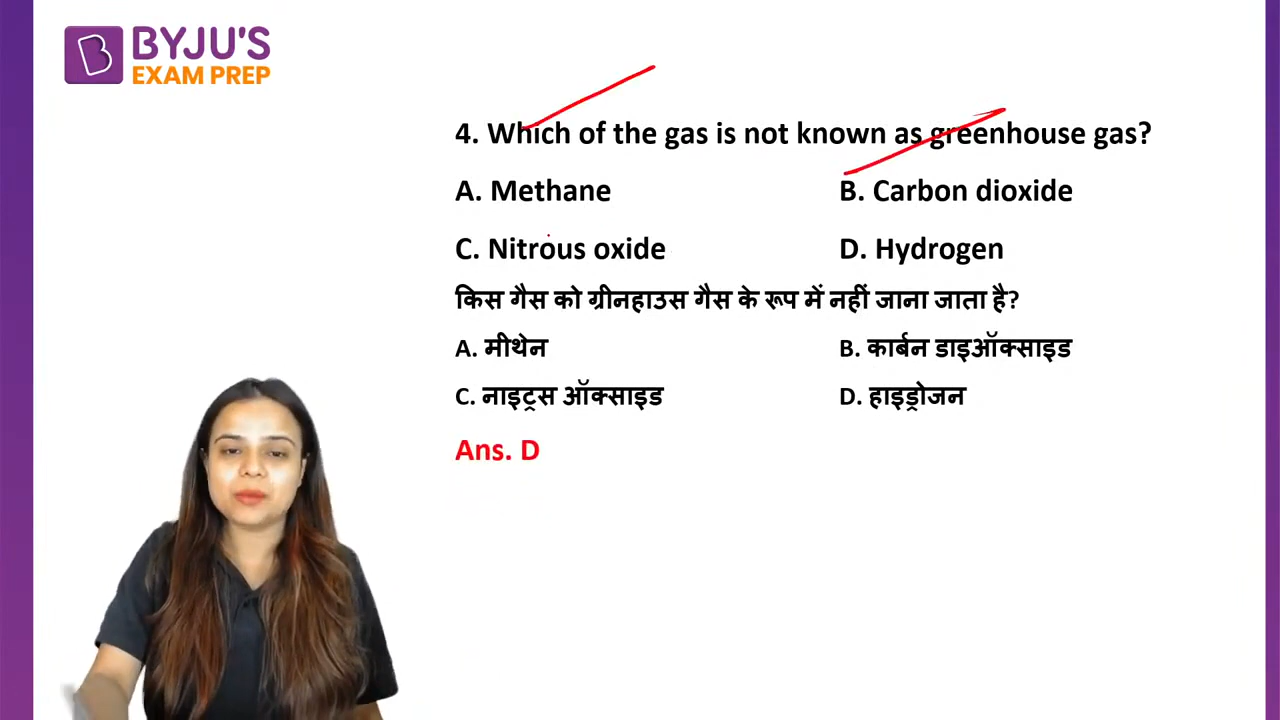 BYJU'S
EXAM PREP
4. Which of the gas is not known as greenhouse gas?
A. Methane B. Carbon dioxide
C. Nitrous oxide D. Hydrogen
किस गैस को ग्रीनहाउस गैस के रूप में नहीं जाना जाता है?
A. मीथेन B. कार्बन डाइऑक्साइड
C. नाइट्रस ऑक्साइड D. हाइड्रोजन
Ans. D